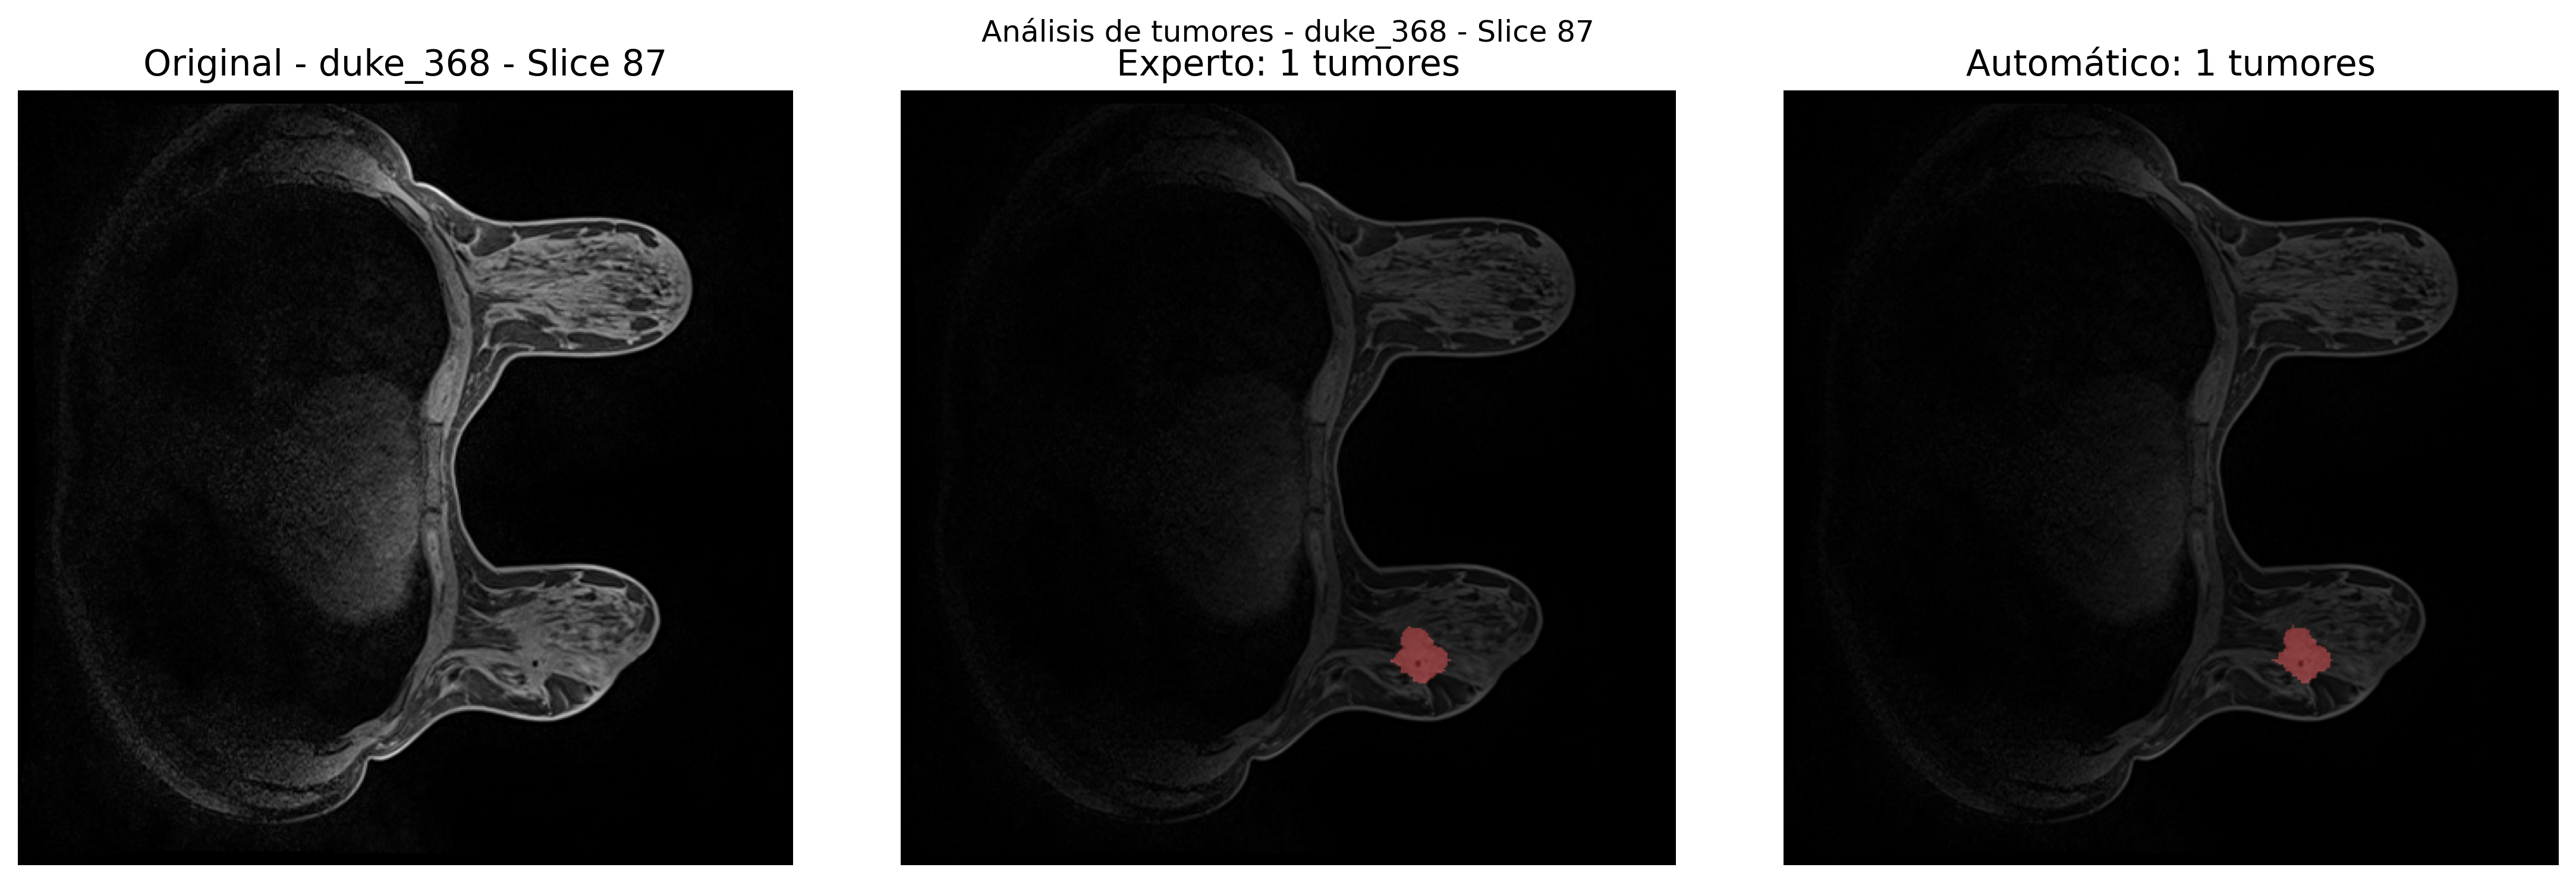 Análisis de tumores - duke_368 - Slice 87
Original - duke_368 - Slice 87
Experto: 1 tumores
Automático: 1 tumores